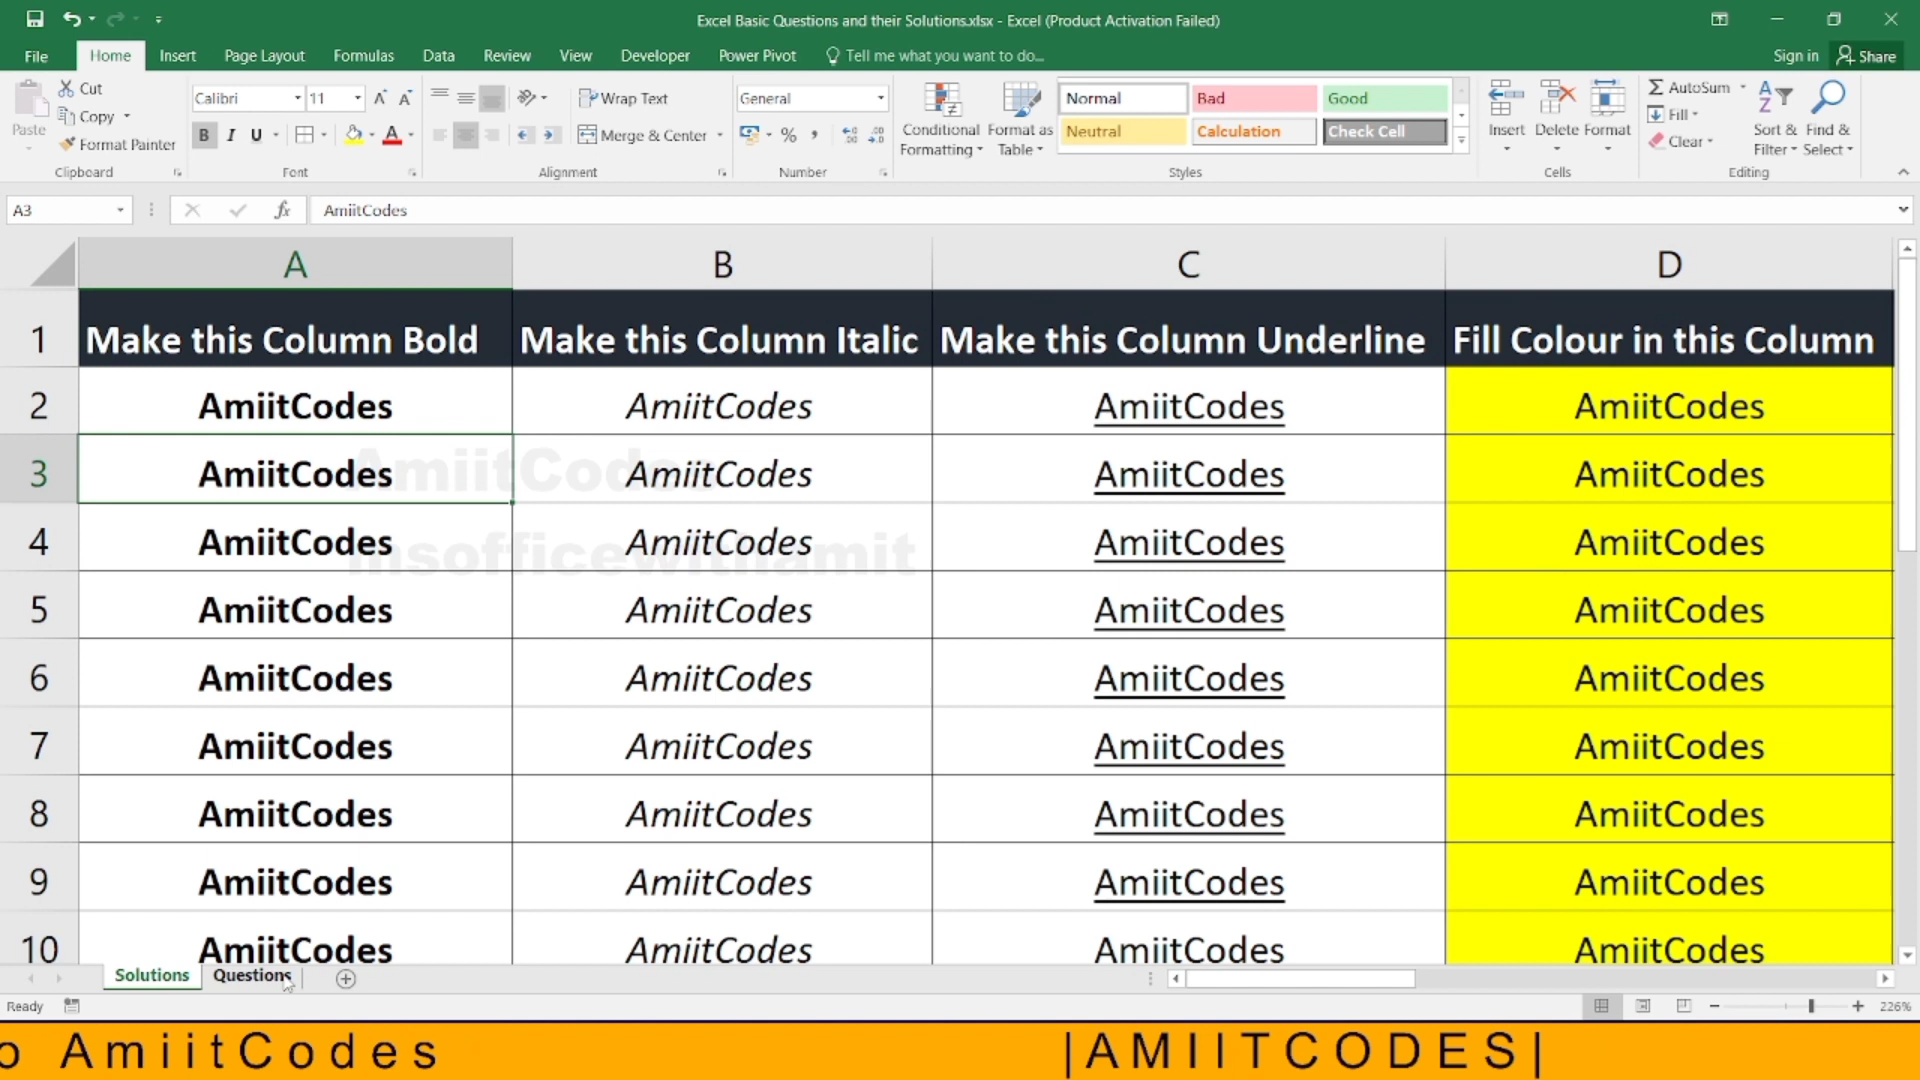 Excel Basic Questions and their Solutions.xlsx - Excel (Product Activation Failed)
File Home Insert Page Layout Formulas Data Review View Developer Power Pivot Tell me what you want to do... Sign in Share
Paste Cut Copy Format Painter
Calibri 11 B I U A
Wrap Text Merge & Center
General %
Conditional Formatting Format as Table
Normal Bad Good
Neutral Calculation Check Cell
Insert Delete Format
AutoSum Fill Clear
Sort & Filter Find & Select
Clipboard Font Alignment Number Styles Cells Editing
A3 fx AmiitCodes
A B C D
1 Make this Column Bold Make this Column Italic Make this Column Underline Fill Colour in this Column
2 AmiitCodes AmiitCodes AmiitCodes AmiitCodes
3 AmiitCodes AmiitCodes AmiitCodes AmiitCodes
AmiitCodes
4 AmiitCodes AmiitCodes AmiitCodes AmiitCodes
msofficewithamit
5 AmiitCodes AmiitCodes AmiitCodes AmiitCodes
6 AmiitCodes AmiitCodes AmiitCodes AmiitCodes
7 AmiitCodes AmiitCodes AmiitCodes AmiitCodes
8 AmiitCodes AmiitCodes AmiitCodes AmiitCodes
9 AmiitCodes AmiitCodes AmiitCodes AmiitCodes
10 AmiitCodes AmiitCodes AmiitCodes AmiitCodes
Solutions Questions
Ready 226%
o AmiitCodes |AMIITCODES|